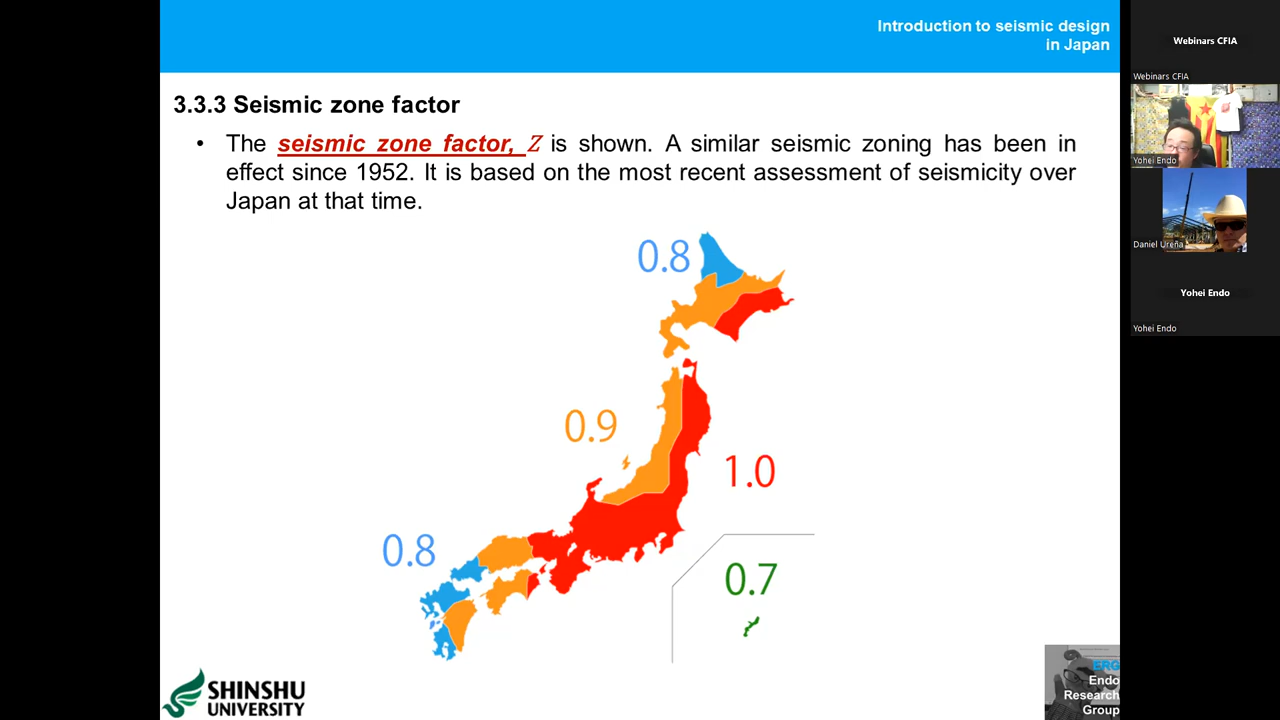 Introduction to seismic design
in Japan
3.3.3 Seismic zone factor
• The seismic zone factor, Z is shown. A similar seismic zoning has been in
effect since 1952. It is based on the most recent assessment of seismicity over
Japan at that time.
0.8
0.9
1.0
0.8
0.7
SHINSHU
UNIVERSITY
ERG
Endo
Research
Group
Webinars CFIA
Webinars CFIA
Yohei Endo
Daniel Ureña
Yohei Endo
Yohei Endo